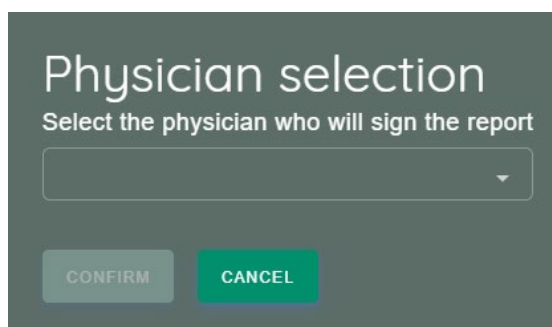 Physician selection
Select the physician who will sign the report
CONFIRM
CANCEL